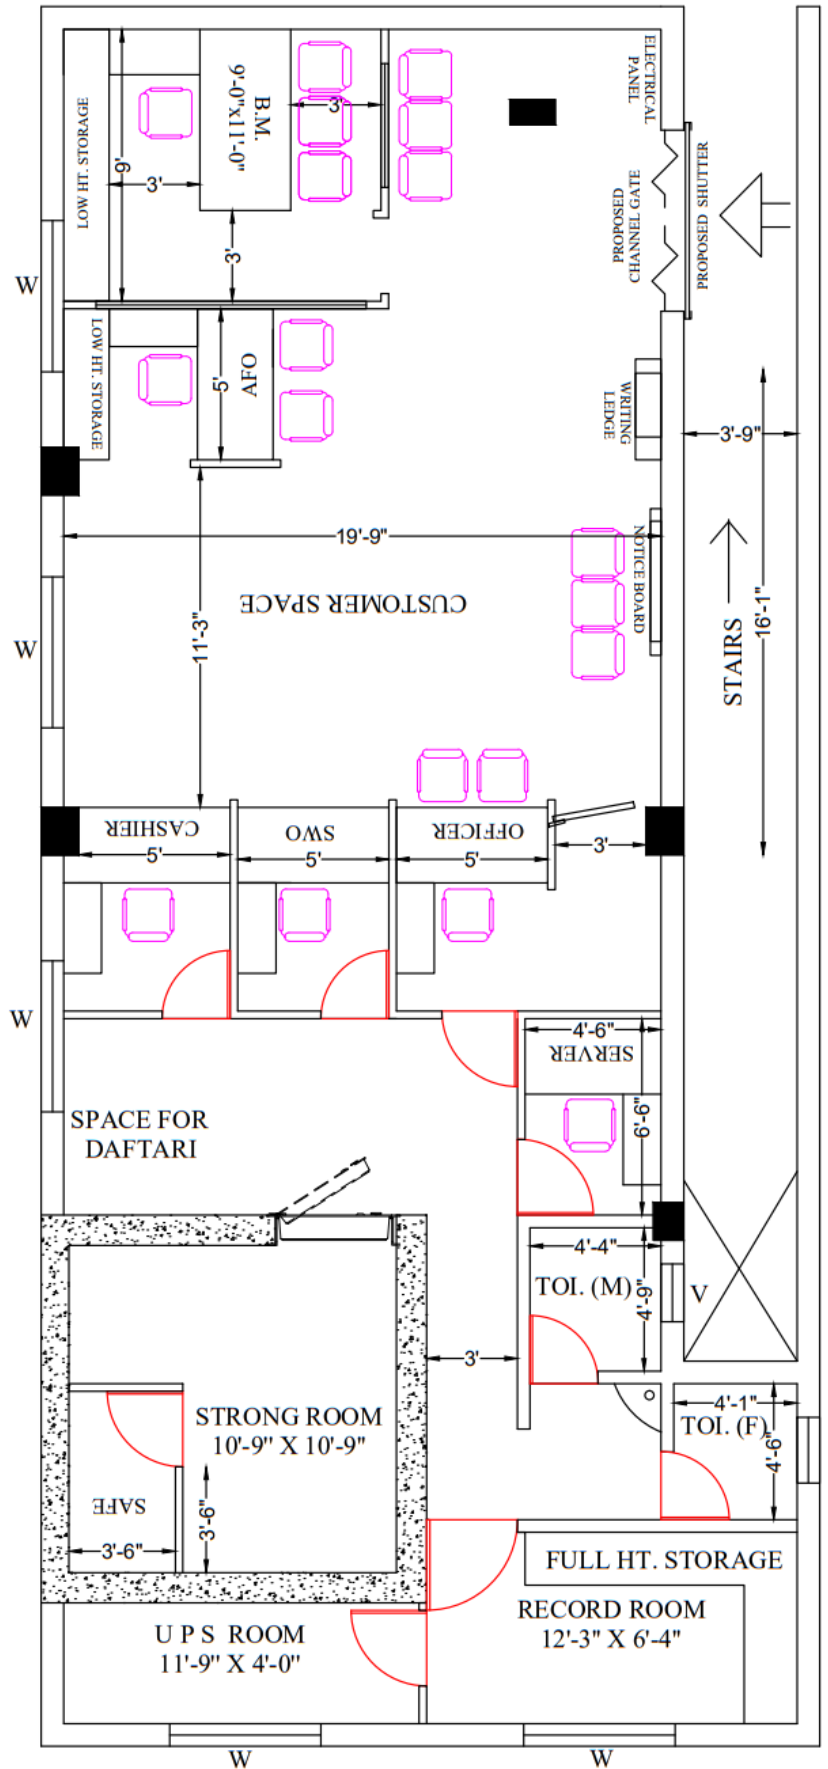 ELECTRICAL
PANEL
LOW HT. STORAGE
B.M.
9'-0"x11'-0"
3'
9'
3'
3'
PROPOSED
CHANNEL GATE
PROPOSED SHUTTER
W
LOW HT. STORAGE
AFO
5'
WRITING
LEDGE
3'-9"
19'-9"
NOTICE BOARD
CUSTOMER SPACE
11'-3"
STAIRS
16'-1"
W
CASHIER
5'
SWO
5'
OFFICER
5'
3'
W
4'-6"
SERVER
6'-6"
SPACE FOR
DAFTARI
4'-4"
TOI. (M)
4'-9"
V
3'
STRONG ROOM
10'-9" X 10'-9"
4'-1"
TOI. (F)
4'-6"
SAFE
3'-6"
3'-6"
FULL HT. STORAGE
RECORD ROOM
12'-3" X 6'-4"
U P S ROOM
11'-9" X 4'-0"
W
W